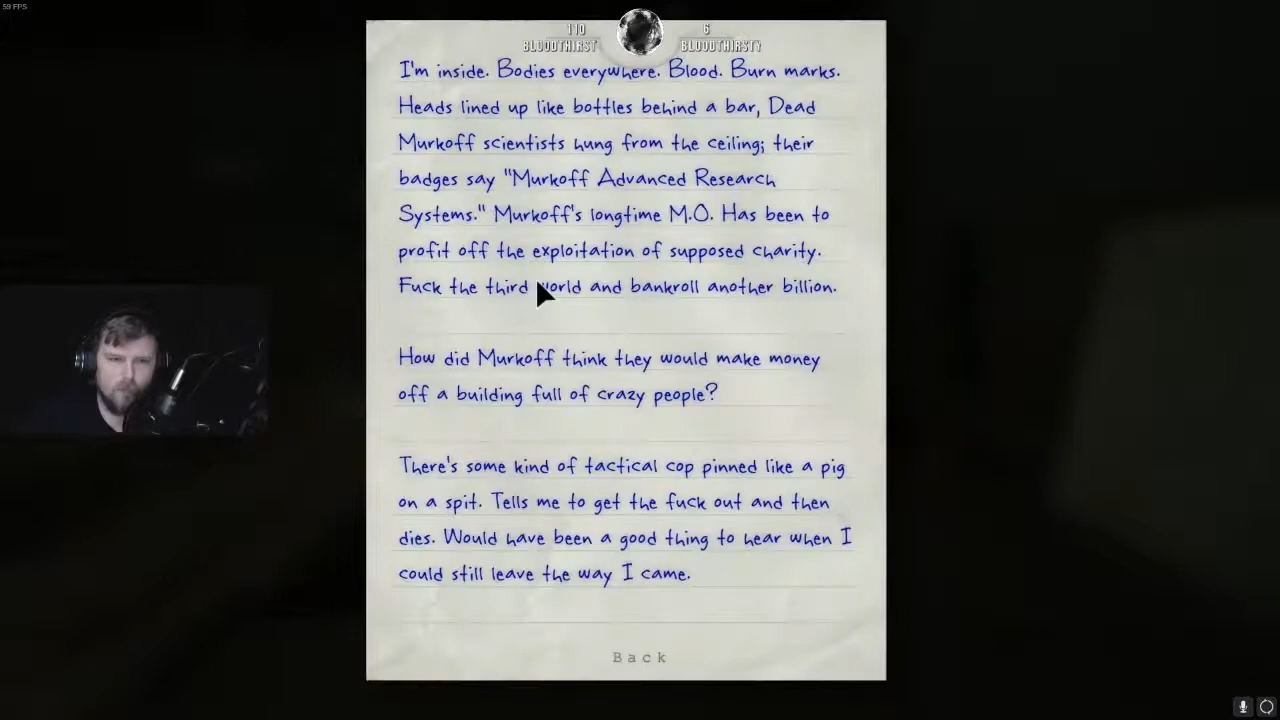 59 FPS
110 6
BLOODTHIRST BLOODTHIRSTY
I'm inside. Bodies everywhere. Blood. Burn marks.
Heads lined up like bottles behind a bar, Dead
Murkoff scientists hung from the ceiling; their
badges say "Murkoff Advanced Research
Systems." Murkoff's longtime M.O. Has been to
profit off the exploitation of supposed charity.
Fuck the third world and bankroll another billion.
How did Murkoff think they would make money
off a building full of crazy people?
There's some kind of tactical cop pinned like a pig
on a spit. Tells me to get the fuck out and then
dies. Would have been a good thing to hear when I
could still leave the way I came.
Back